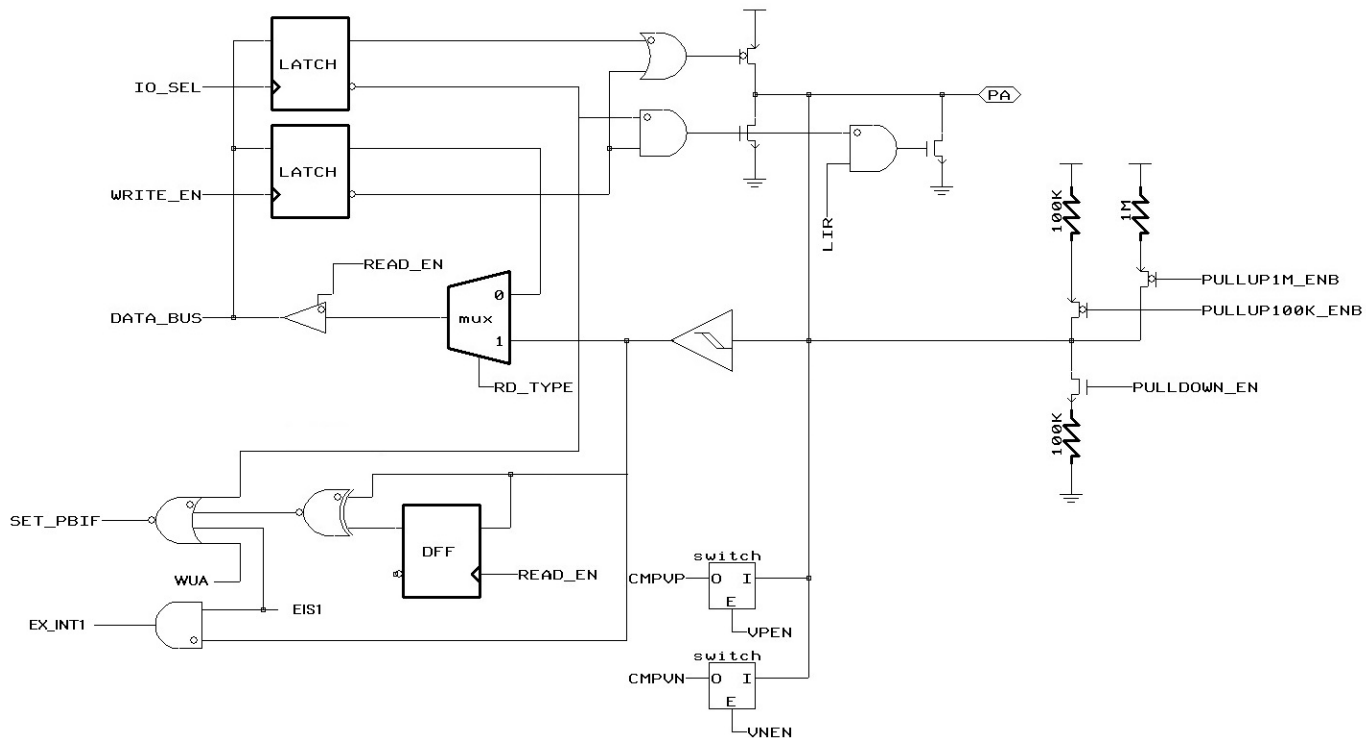 LATCH
IO_SEL
PA
LATCH
WRITE_EN
LIR
100K
1M
READ_EN
PULLUP1M_ENB
0
DATA_BUS
mux
PULLUP100K_ENB
1
RD_TYPE
PULLDOWN_EN
100K
SET_PBIF
DFF
switch
READ_EN
CMPVP
O I
WUA
E
EIS1
EX_INT1
VPEN
switch
CMPVN
O I
E
VNEN